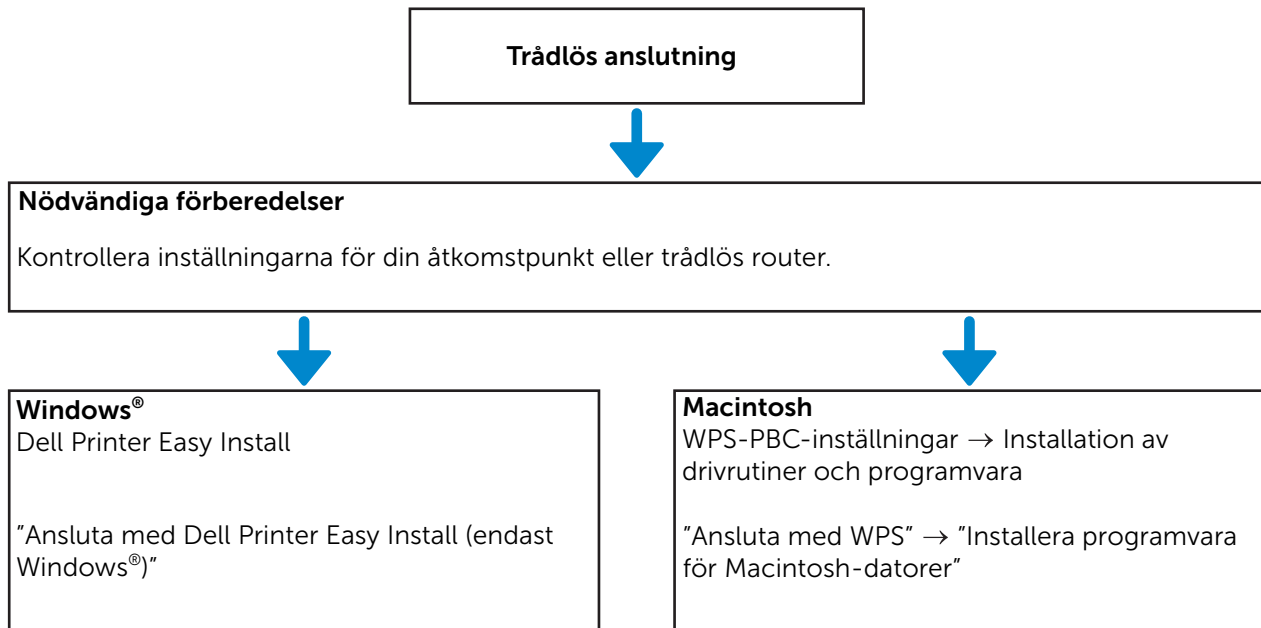 Trådlös anslutning
Nödvändiga förberedelser
Kontrollera inställningarna för din åtkomstpunkt eller trådlös router.
Windows®
Dell Printer Easy Install
”Ansluta med Dell Printer Easy Install (endast
Windows®)”
Macintosh
WPS-PBC-inställningar → Installation av
drivrutiner och programvara
”Ansluta med WPS” → ”Installera programvara
för Macintosh-datorer”